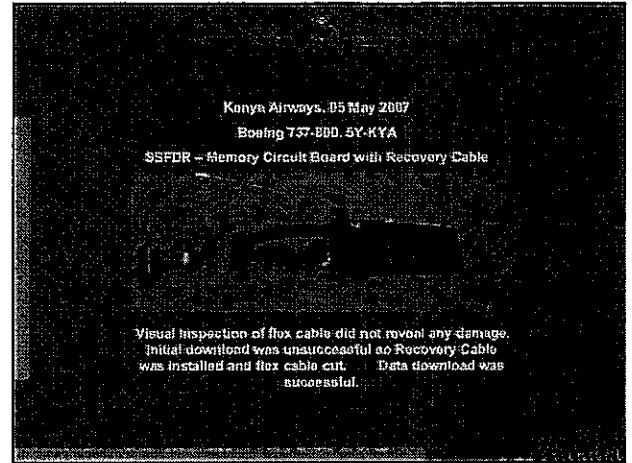 Kenya Airways, 05 May 2007
Boeing 737-800, 5Y-KYA
SSFDR – Memory Circuit Board with Recovery Cable
Visual inspection of flex cable did not reveal any damage.
Initial download was unsuccessful so Recovery Cable
was installed and flex cable cut. Data download was
successful.